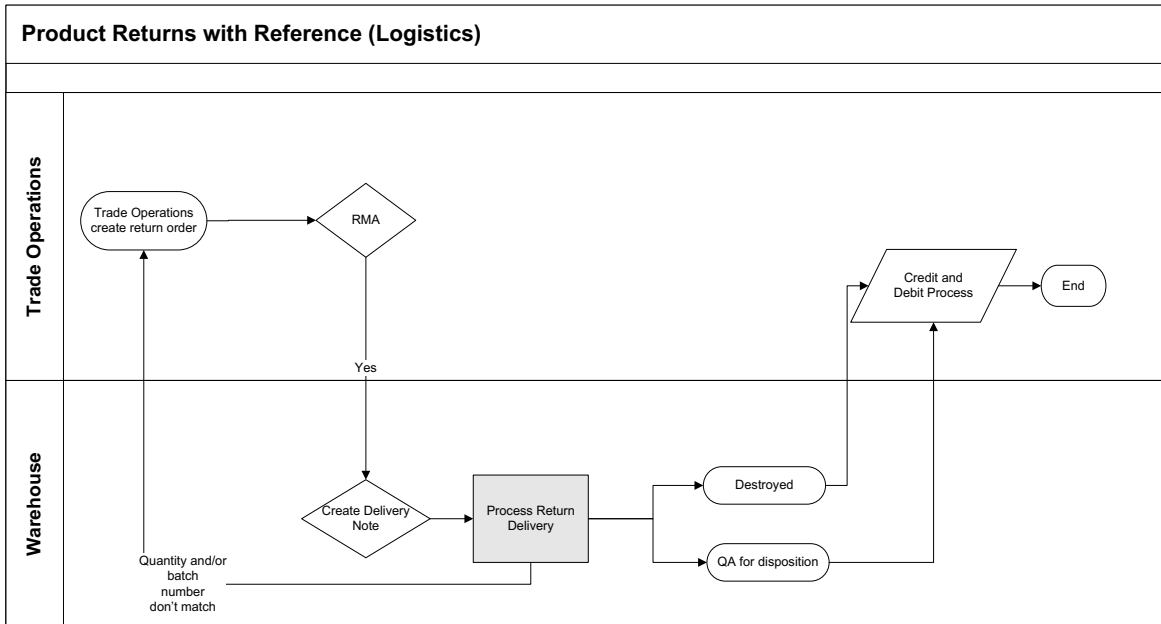 Product Returns with Reference (Logistics)
Trade Operations
Trade Operations
create return order
RMA
Credit and
Debit Process
End
Yes
Warehouse
Create Delivery
Note
Process Return
Delivery
Destroyed
QA for disposition
Quantity and/or
batch
number
don't match